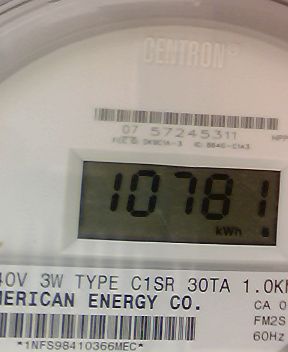 CENTRON®
07 57245311
10781
kWh
40V 3W TYPE C1SR 30TA 1.0K
MERICAN ENERGY CO.
CA 0
FM2S
60Hz
*1NFS98410366MEC*